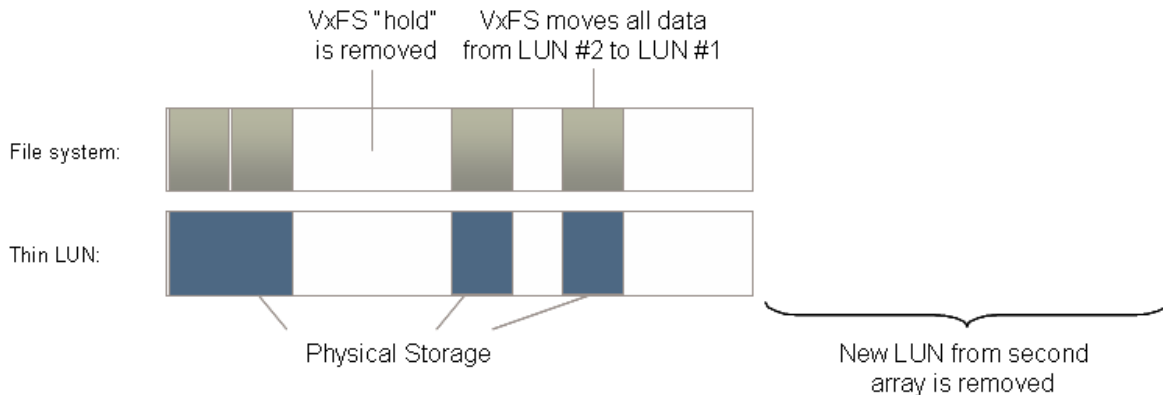 VxFS "hold"
is removed
VxFS moves all data
from LUN #2 to LUN #1
File system:
Thin LUN:
Physical Storage
New LUN from second
array is removed